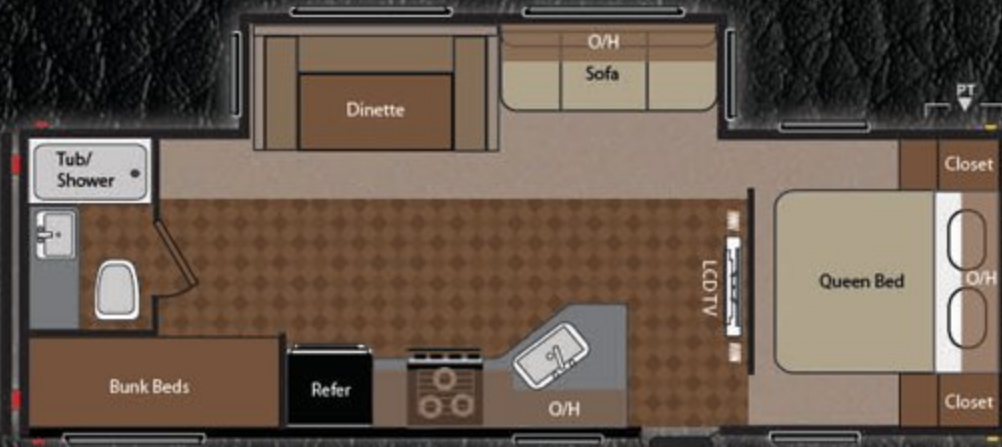 O/H
Sofa
Dinette
PT
Tub/
Shower
Closet
LCD TV
Queen Bed
O/H
Bunk Beds
Refer
O/H
Closet